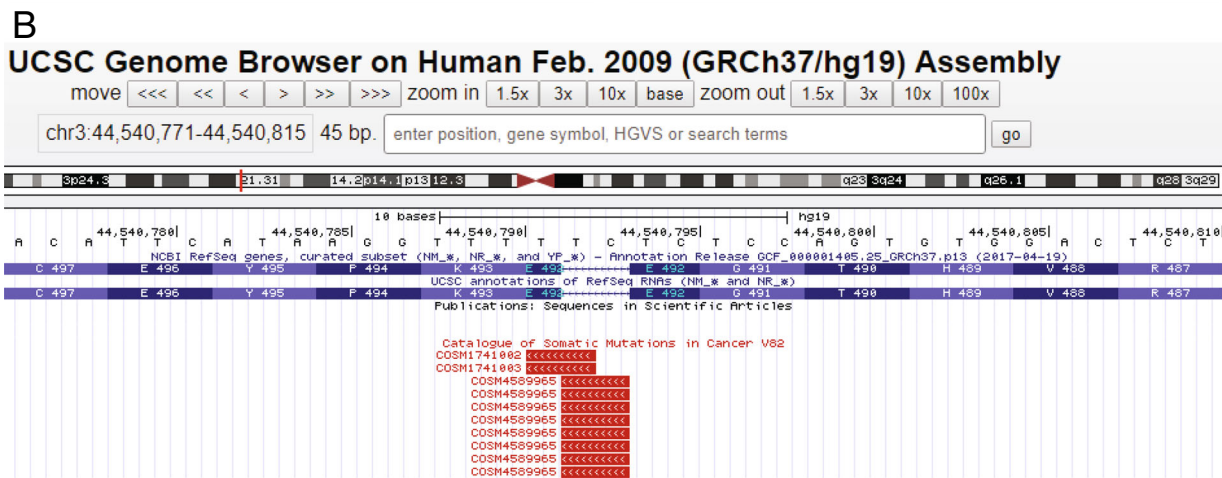 B
UCSC Genome Browser on Human Feb. 2009 (GRCh37/hg19) Assembly
move <<< << < > >> >>> zoom in 1.5x 3x 10x base zoom out 1.5x 3x 10x 100x
chr3:44,540,771-44,540,815 45 bp. enter position, gene symbol, HGVS or search terms go
3p24.3 21.31 14.2 p14.1 p13 12.3 q23 3q24 q26.1 q28 3q29
10 bases hg19
44,540,780| 44,540,785| 44,540,790| 44,540,795| 44,540,800| 44,540,805| 44,540,810
A C A T T C A T A A G G T T T T T C T C T C C A G T G T G G A C T C T
NCBI RefSeq genes, curated subset (NM_*, NR_*, and YP_*) - Annotation Release GCF_000001405.25_GRCh37.p13 (2017-04-19)
C 497 E 496 Y 495 P 494 K 493 E 492 E 492 G 491 T 490 H 489 V 488 R 487
UCSC annotations of RefSeq RNAs (NM_* and NR_*)
C 497 E 496 Y 495 P 494 K 493 E 492 E 492 G 491 T 490 H 489 V 488 R 487
Publications: Sequences in Scientific Articles
Catalogue of Somatic Mutations in Cancer V82
COSM1741002
COSM1741003
COSM4589965
COSM4589965
COSM4589965
COSM4589965
COSM4589965
COSM4589965
COSM4589965
COSM4589965